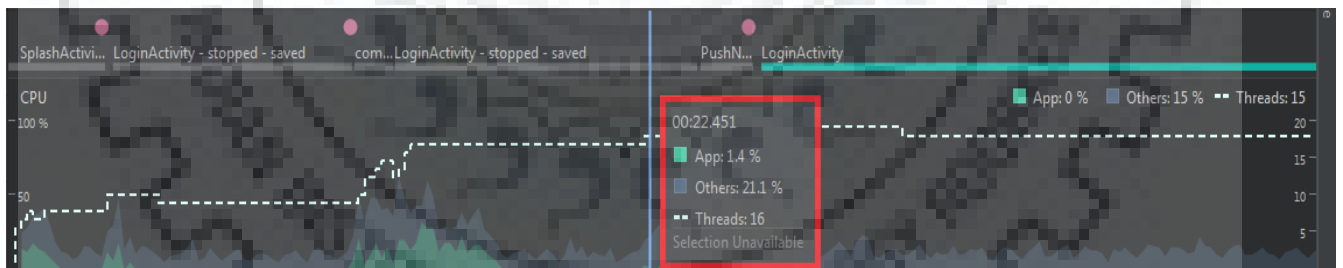 SplashActivi... LoginActivity - stopped - saved com...LoginActivity - stopped - saved PushN... LoginActivity
CPU App: 0 % Others: 15 % Threads: 15
100 % 20
00:22.451
App: 1.4 %
15
Others: 21.1 %
50 10
Threads: 16
5
Selection Unavailable
e